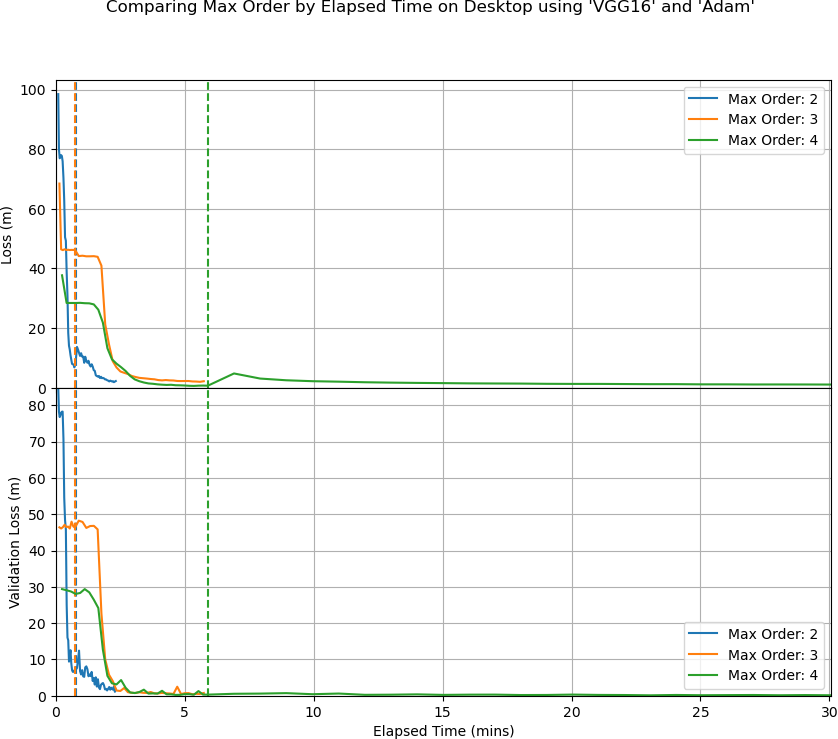 Comparing Max Order by Elapsed Time on Desktop using 'VGG16' and 'Adam'
100
80
60
40
20
0
Loss (m)
Max Order: 2
Max Order: 3
Max Order: 4
80
70
60
50
40
30
20
10
0
Validation Loss (m)
Max Order: 2
Max Order: 3
Max Order: 4
0 5 10 15 20 25 30
Elapsed Time (mins)